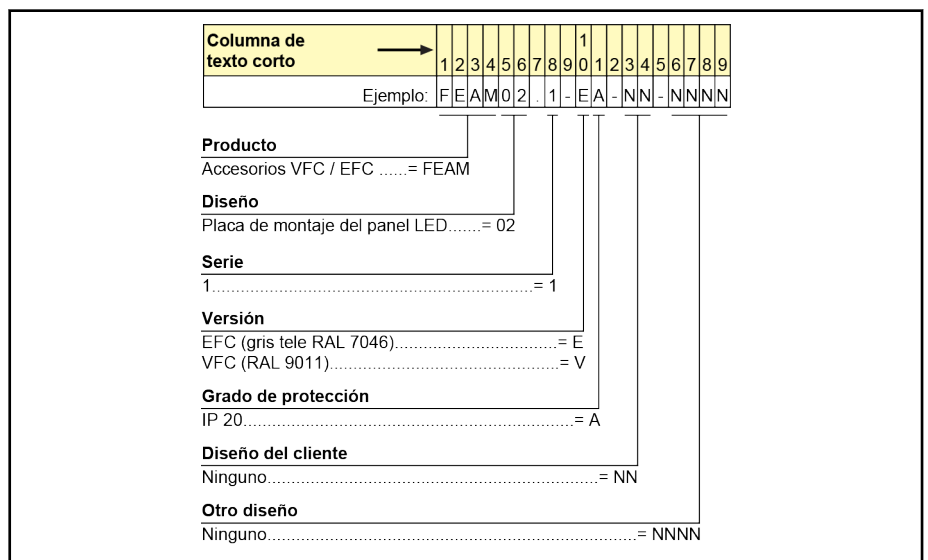 Columna de
texto corto
1 2 3 4 5 6 7 8 9 10 1 2 3 4 5 6 7 8 9
Ejemplo: F E A M 0 2 . 1 - E A - N N - N N N N
Producto
Accesorios VFC / EFC ......= FEAM
Diseño
Placa de montaje del panel LED.......= 02
Serie
1..................................................................= 1
Versión
EFC (gris tele RAL 7046).................................= E
VFC (RAL 9011)..............................................= V
Grado de protección
IP 20..................................................................= A
Diseño del cliente
Ninguno..................................................................= NN
Otro diseño
Ninguno..........................................................................= NNNN